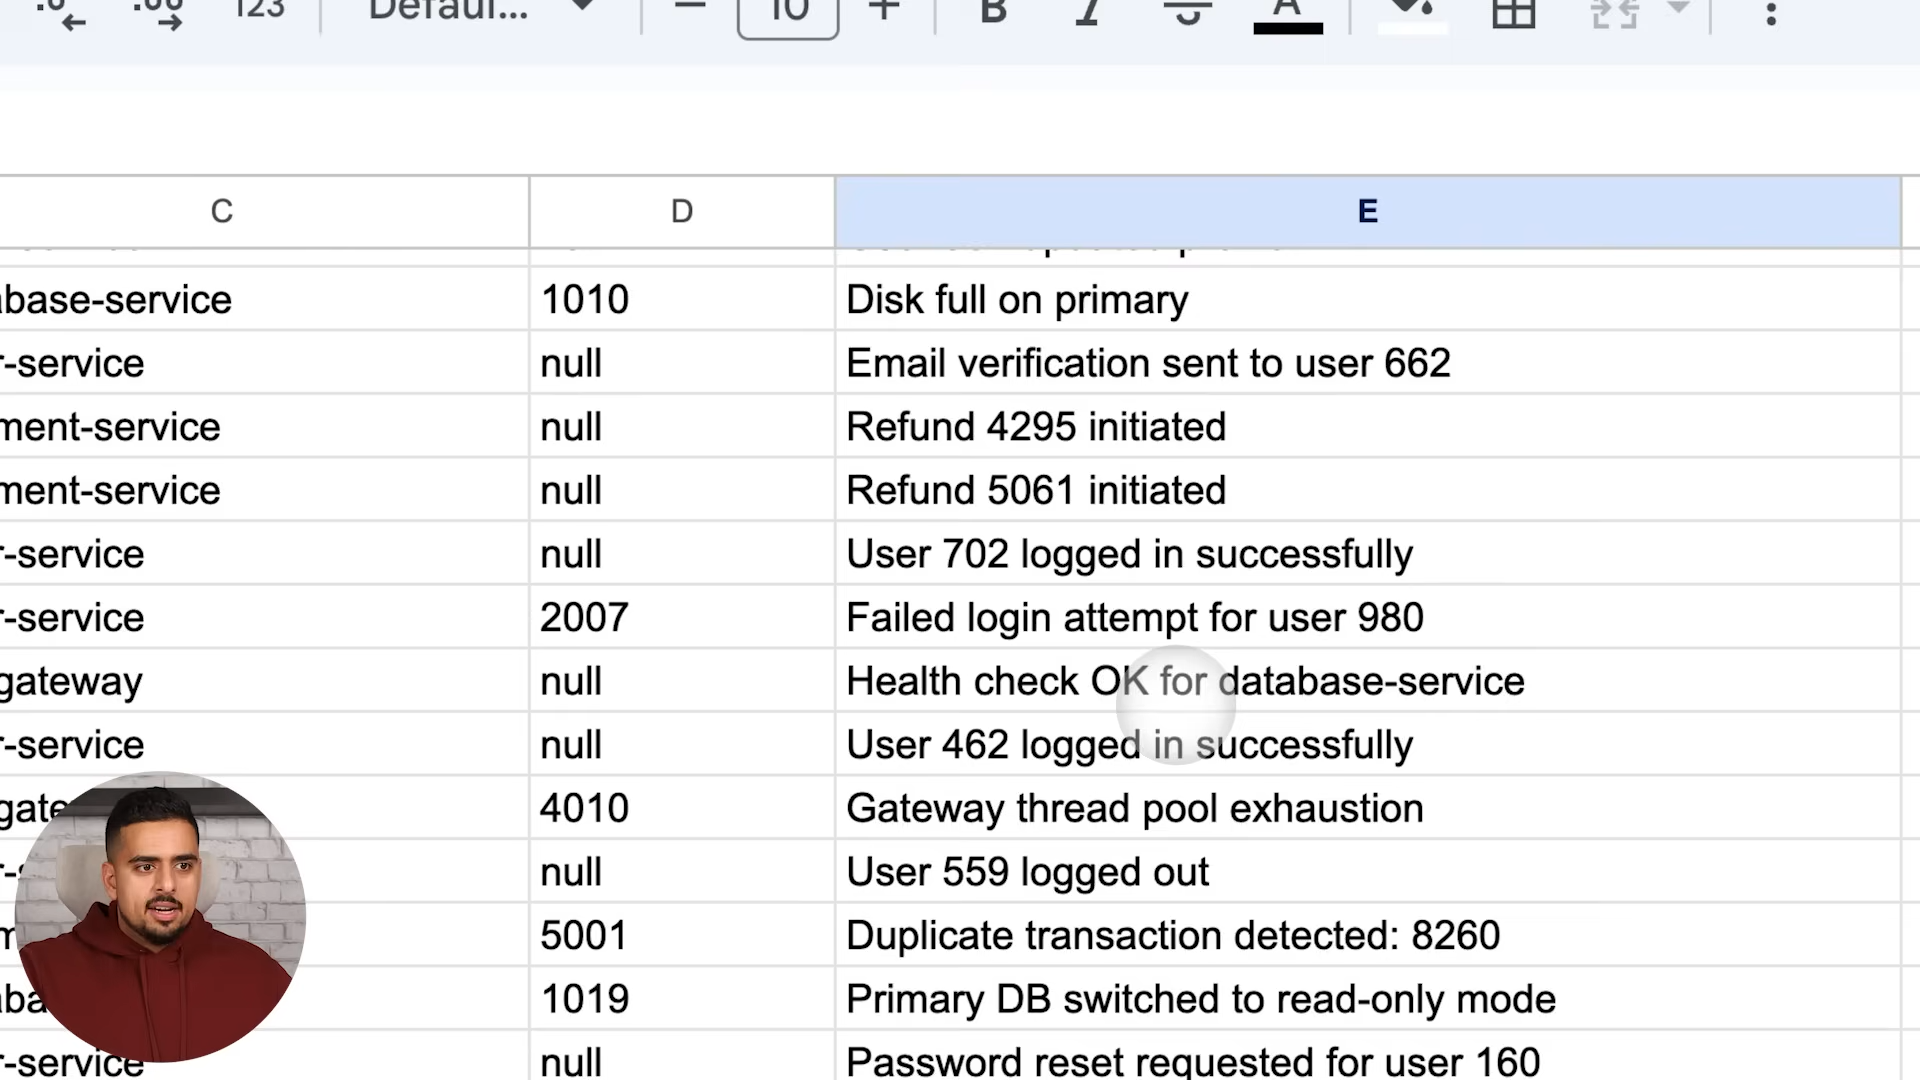 123 Defaul... 10 B I S A
C D E
abase-service 1010 Disk full on primary
r-service null Email verification sent to user 662
ment-service null Refund 4295 initiated
ment-service null Refund 5061 initiated
r-service null User 702 logged in successfully
r-service 2007 Failed login attempt for user 980
gateway null Health check OK for database-service
r-service null User 462 logged in successfully
gate 4010 Gateway thread pool exhaustion
r-s null User 559 logged out
m 5001 Duplicate transaction detected: 8260
aba 1019 Primary DB switched to read-only mode
r-service null Password reset requested for user 160